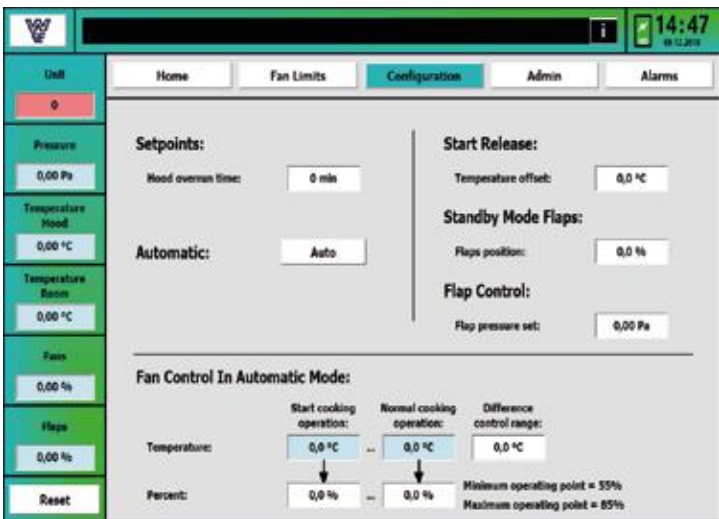 14:47
09.12.2018
Unit
0
Pressure
0,00 Pa
Temperature
Hood
0,00 °C
Temperature
Room
0,00 °C
Fans
0,00 %
Flaps
0,00 %
Reset
Home Fan Limits Configuration Admin Alarms
Setpoints:
Hood overrun time: 0 min
Automatic: Auto
Start Release:
Temperature offset: 0,0 °C
Standby Mode Flaps:
Flaps position: 0,0 %
Flap Control:
Flap pressure set: 0,00 Pa
Fan Control In Automatic Mode:
Start cooking Normal cooking Difference
operation: operation: control range:
Temperature: 0,0 °C ... 0,0 °C 0,0 °C
Percent: 0,0 % ... 0,0 %
Minimum operating point = 55%
Maximum operating point = 85%